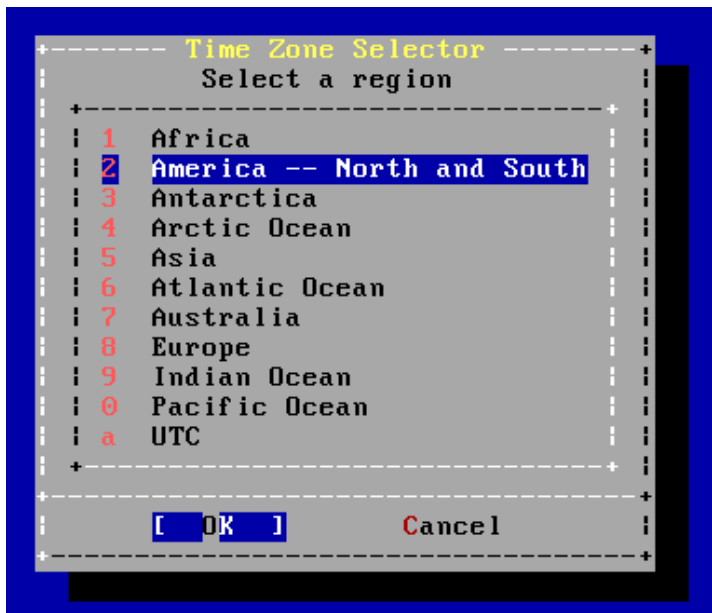 Time Zone Selector
Select a region
1 Africa
2 America -- North and South
3 Antarctica
4 Arctic Ocean
5 Asia
6 Atlantic Ocean
7 Australia
8 Europe
9 Indian Ocean
0 Pacific Ocean
a UTC
[ OK ] Cancel